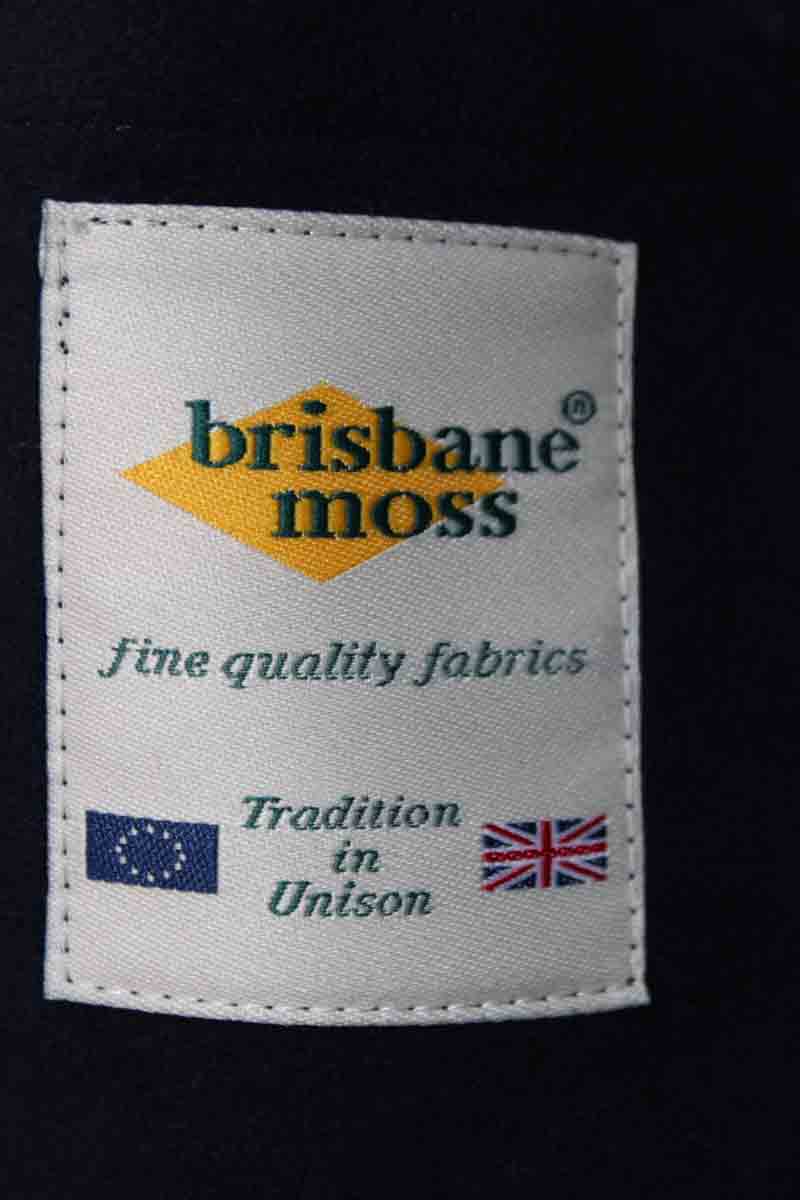 brisbane®
moss
fine quality fabrics
Tradition
in
Unison